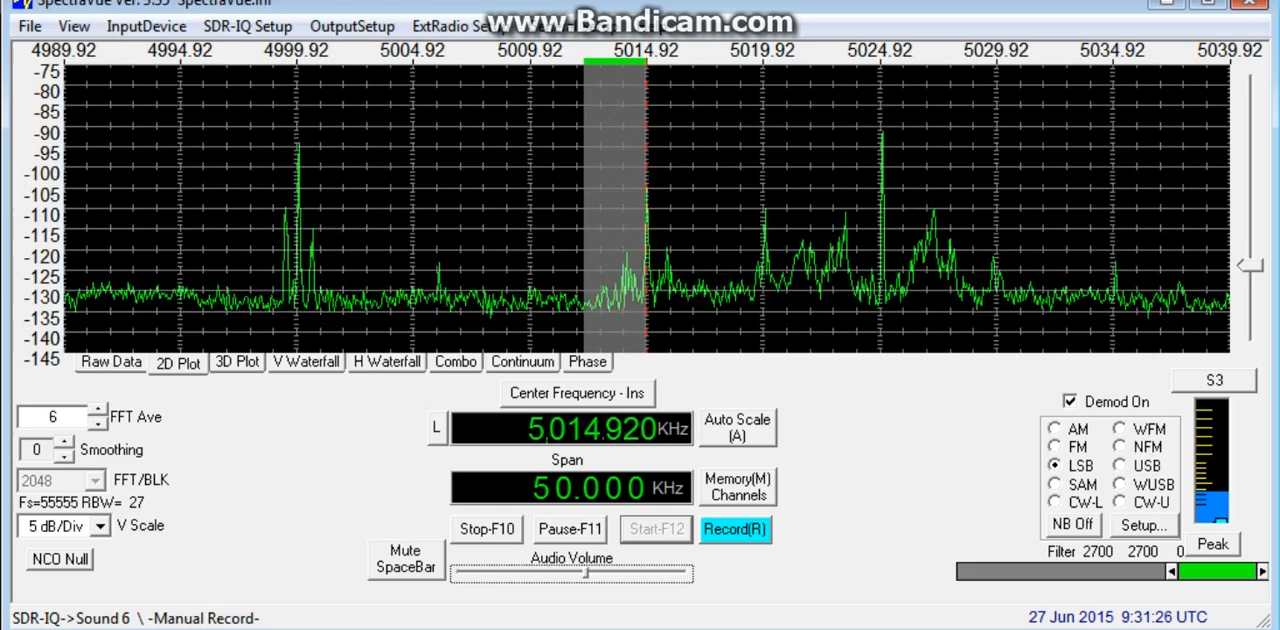 SpectraVue Ver. 3.35 SpectraVue.ini
www.Bandicam.com
File View InputDevice SDR-IQ Setup OutputSetup ExtRadio
4989.92 4994.92 4999.92 5004.92 5009.92 5014.92 5019.92 5024.92 5029.92 5034.92 5039.92
-75
-80
-85
-90
-95
-100
-105
-110
-115
-120
-125
-130
-135
-140
-145
Raw Data 2D Plot 3D Plot V Waterfall H Waterfall Combo Continuum Phase
Center Frequency - Ins
S3
6 FFT Ave
L 5,014.920 KHz
Auto Scale
(A)
Demod On
0 Smoothing
Span
AM WFM
FM NFM
LSB USB
SAM WUSB
CW-L CW-U
2048 FFT/BLK
50.000 KHz
Memory(M)
Channels
Fs=55555 RBW= 27
5 dB/Div V Scale
Stop-F10 Pause-F11 Start-F12 Record(R)
NB Off Setup...
NCO Null
Mute
SpaceBar
Audio Volume
Filter 2700 2700 0
Peak
SDR-IQ->Sound 6 \ -Manual Record-
27 Jun 2015 9:31:26 UTC